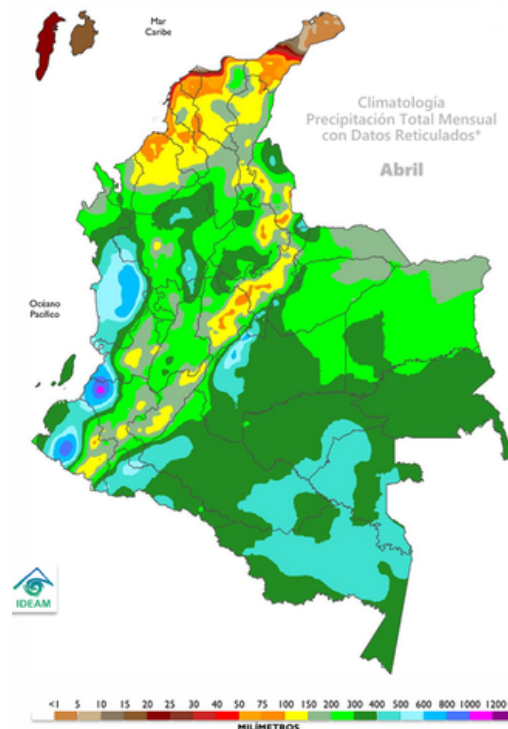 Mar
Caribe
Climatología
Precipitación Total Mensual
con Datos Reticulados*
Abril
Océano
Pacífico
IDEAM
<1 5 10 15 20 25 30 40 50 75 100 150 200 300 400 500 600 800 1000 1200
MILÍMETROS